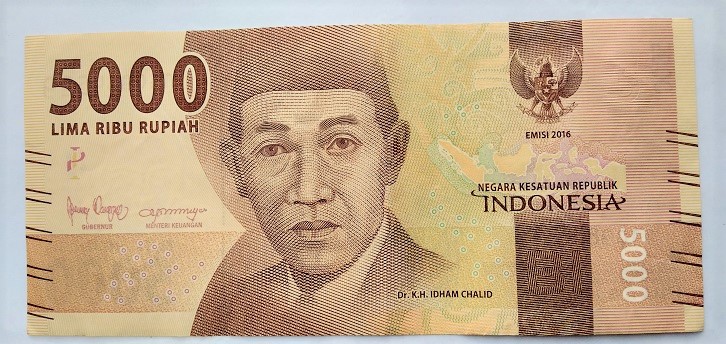 5000
LIMA RIBU RUPIAH
GUBERNUR
MENTERI KEUANGAN
Dr. K.H. IDHAM CHALID
EMISI 2016
NEGARA KESATUAN REPUBLIK
INDONESIA
5000